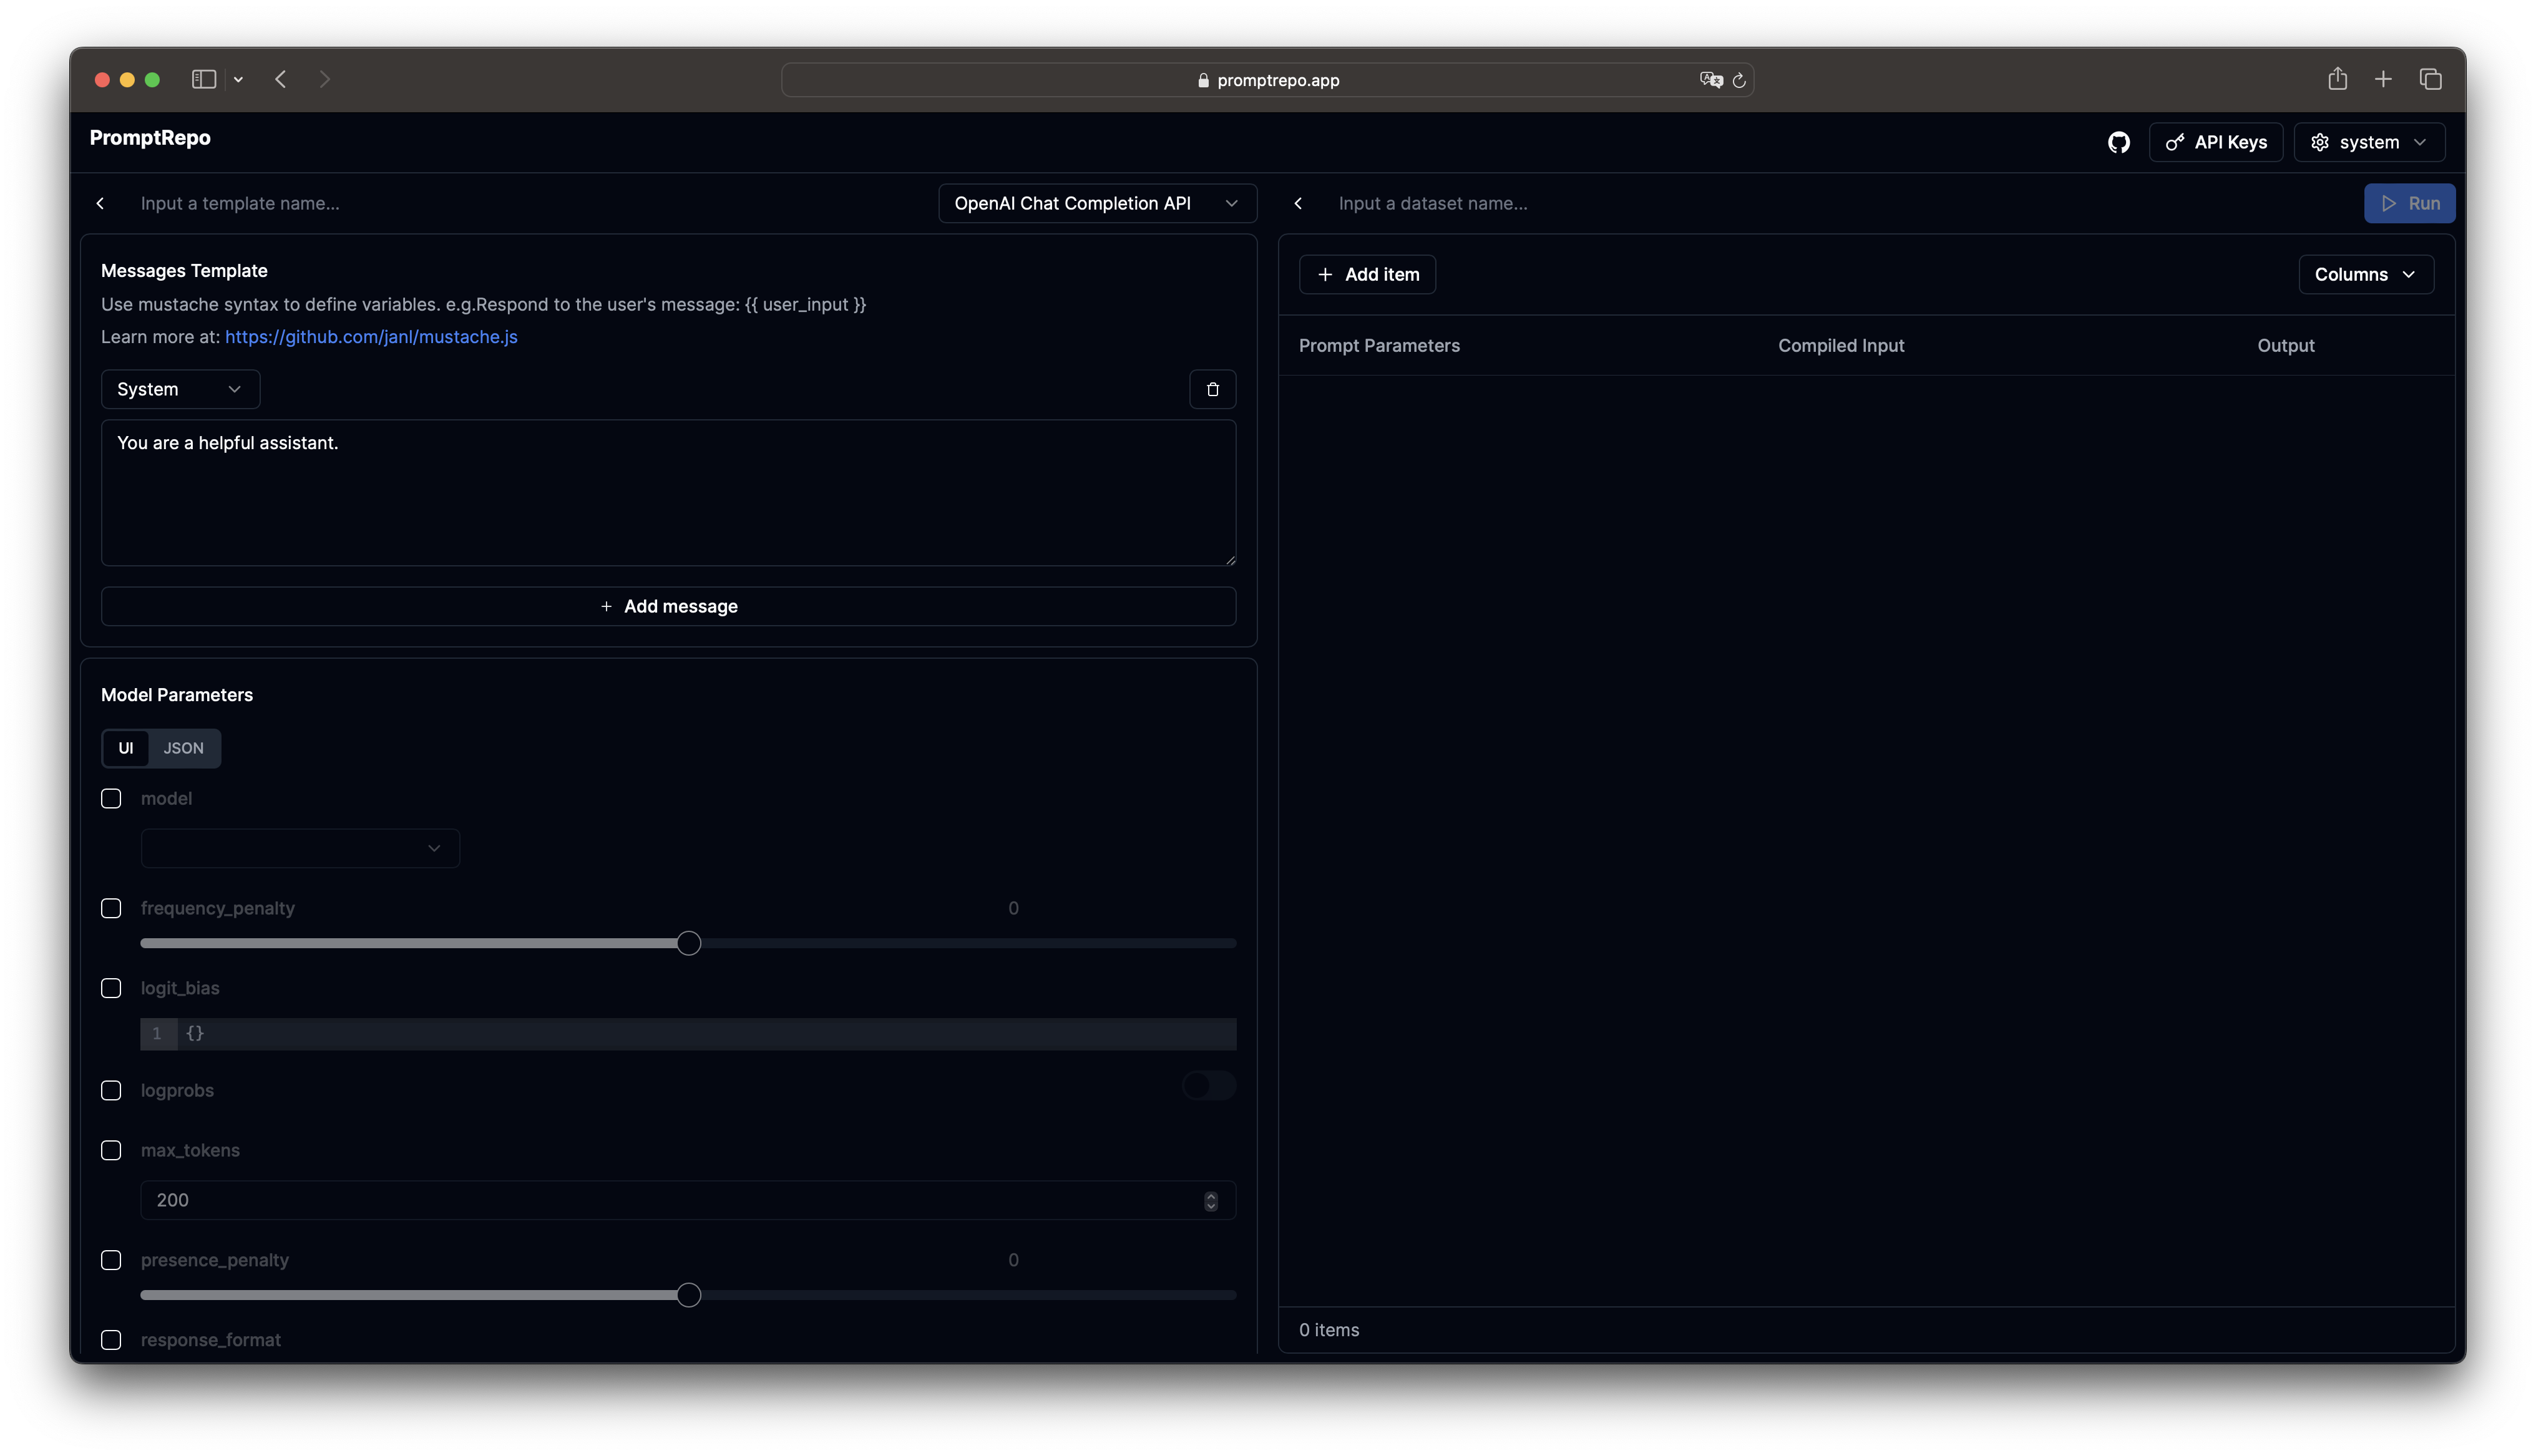 promptrepo.app
PromptRepo
API Keys
system
Input a template name...
OpenAI Chat Completion API
Input a dataset name...
Run
Messages Template
Use mustache syntax to define variables. e.g.Respond to the user's message: {{ user_input }}
Learn more at: https://github.com/janl/mustache.js
System
You are a helpful assistant.
+ Add message
Model Parameters
UI
JSON
model
frequency_penalty
0
logit_bias
1 {}
logprobs
max_tokens
200
presence_penalty
0
response_format
+ Add item
Columns
Prompt Parameters
Compiled Input
Output
0 items